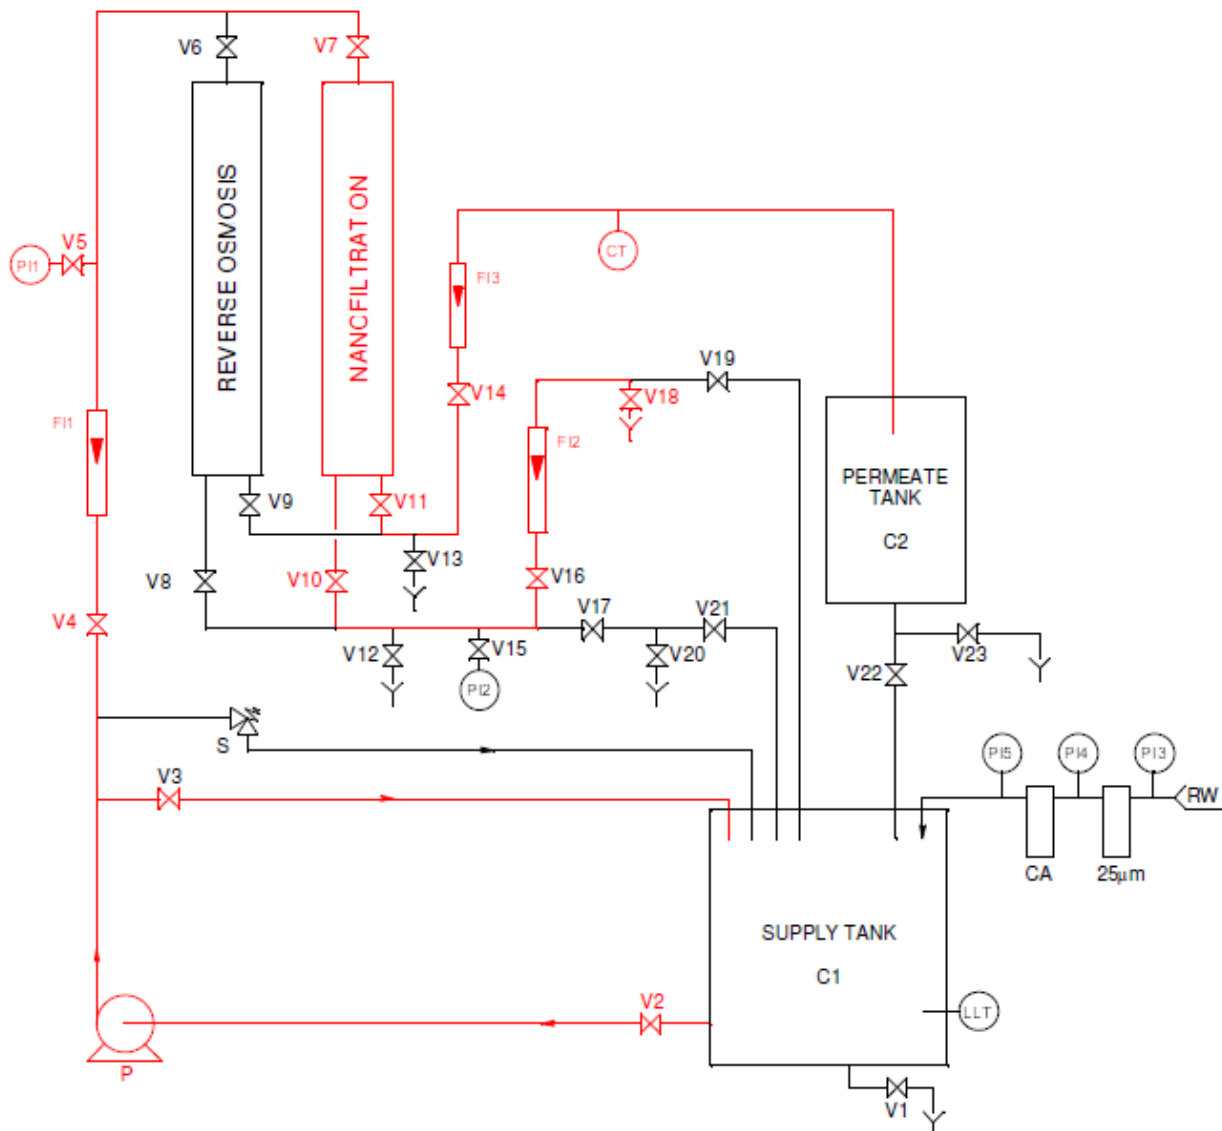 V6
V7
REVERSE OSMOSIS
NANCFILTRATION
V5
PI1
CT
FI3
V19
V14
V18
FI1
FI2
PERMEATE
TANK
C2
V9
V11
V13
V8
V10
V16
V4
V17
V21
V12
V15
V20
V23
V22
PI2
S
PI5
PI4
PI3
V3
RW
CA
25µm
SUPPLY TANK
C1
V2
LLT
P
V1